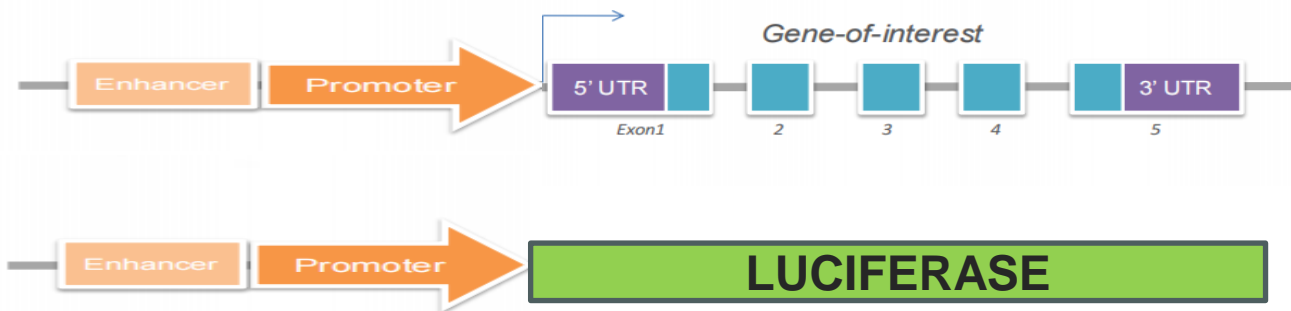 Gene-of-interest
Enhancer Promoter 5' UTR 3' UTR
Exon1 2 3 4 5
Enhancer Promoter LUCIFERASE